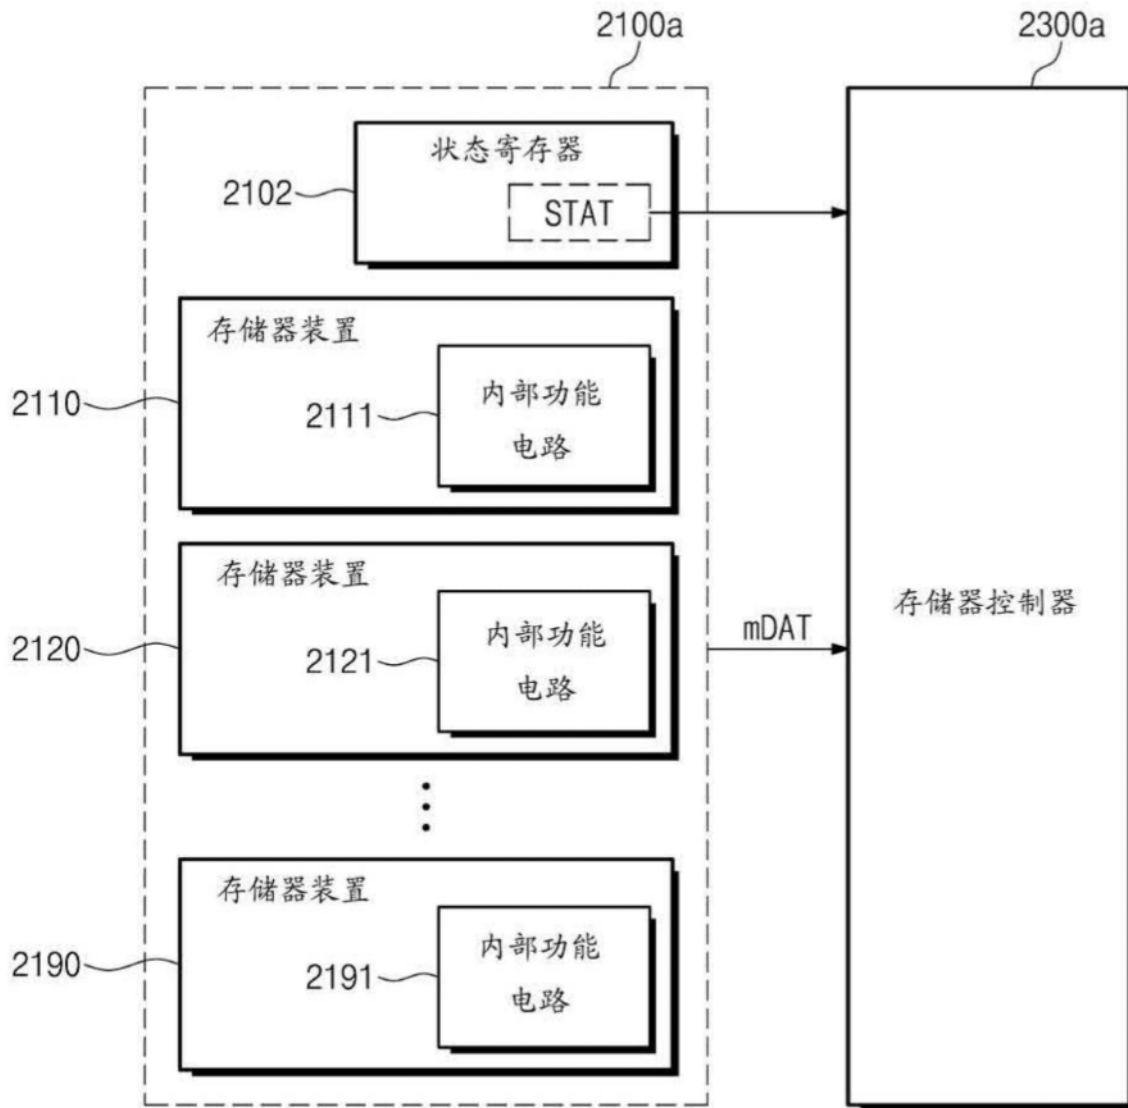 2100a
2300a
状态寄存器
2102
STAT
存储器装置
2110
2111
内部功能
电路
存储器装置
2120
2121
内部功能
电路
mDAT
存储器控制器
存储器装置
2190
2191
内部功能
电路